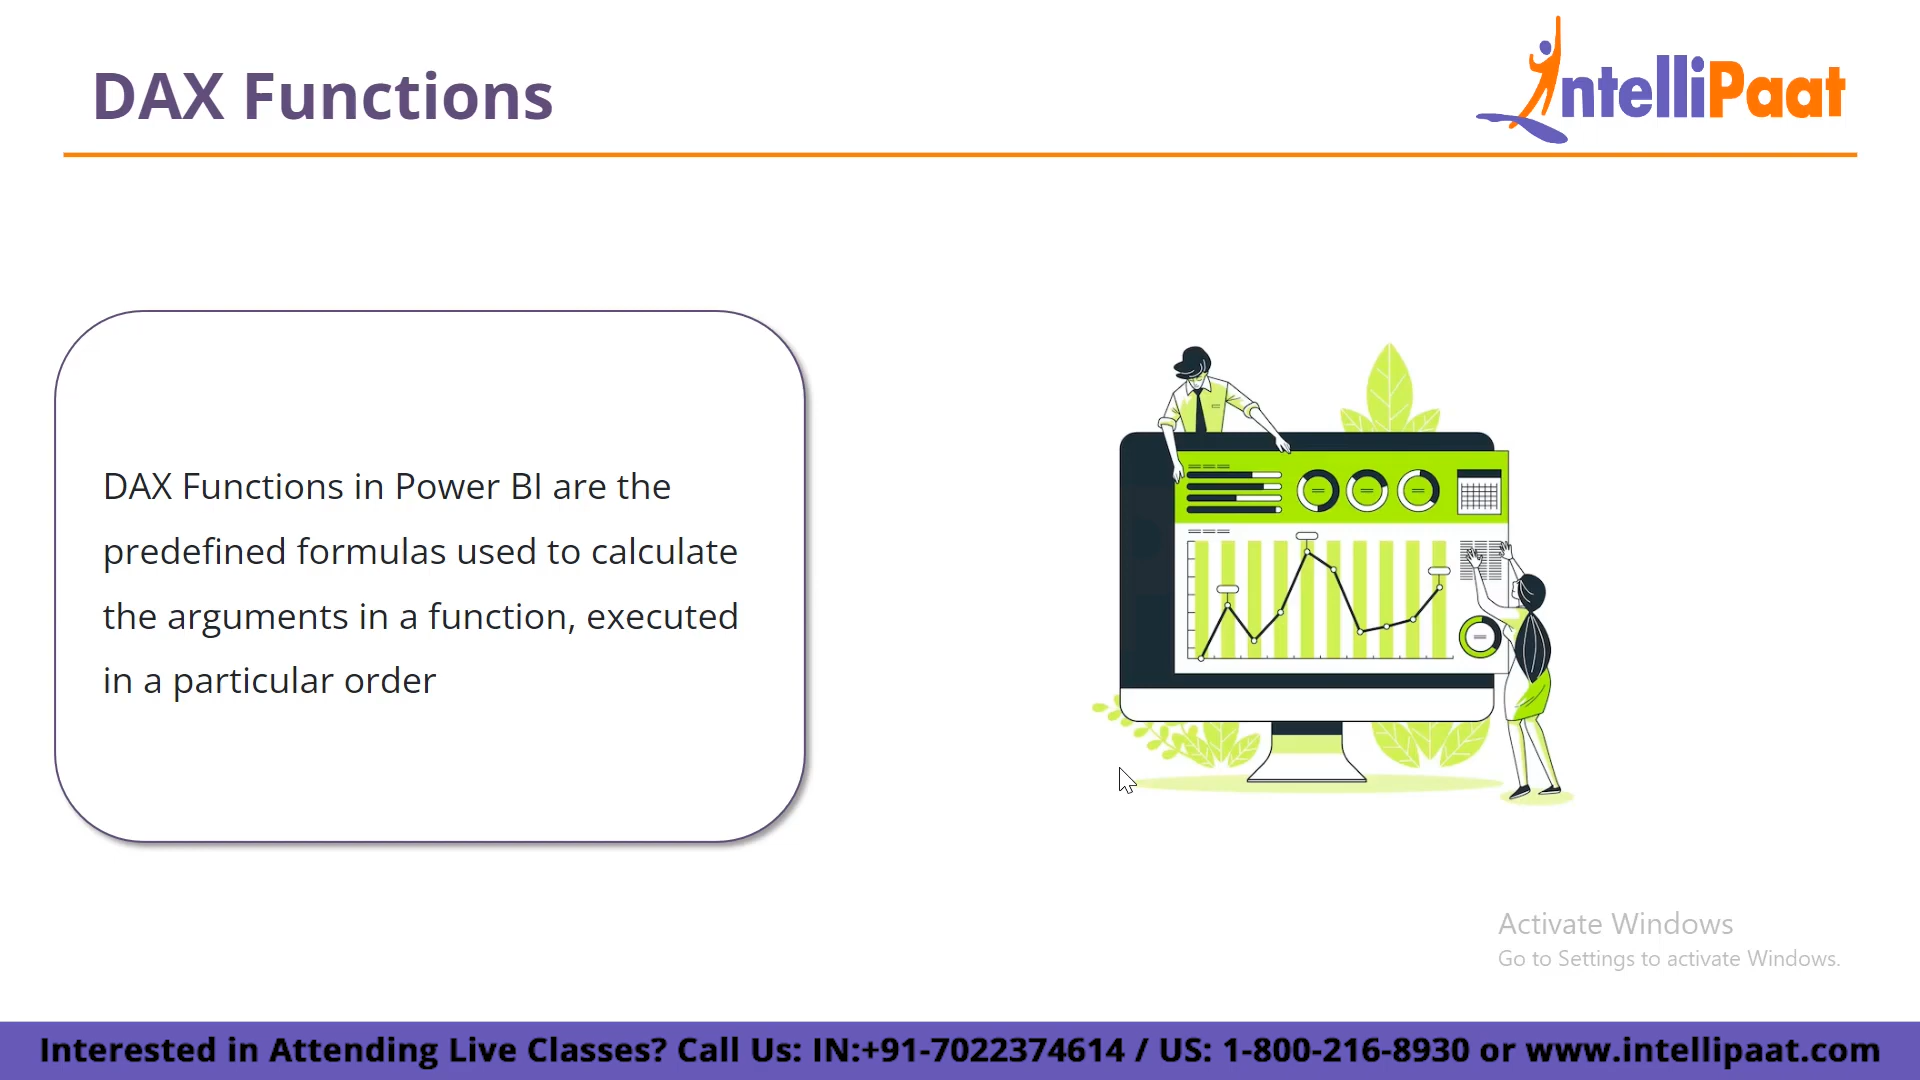 DAX Functions
IntelliPaat
DAX Functions in Power BI are the
predefined formulas used to calculate
the arguments in a function, executed
in a particular order
Activate Windows
Go to Settings to activate Windows.
Interested in Attending Live Classes? Call Us: IN:+91-7022374614 / US: 1-800-216-8930 or www.intellipaat.com